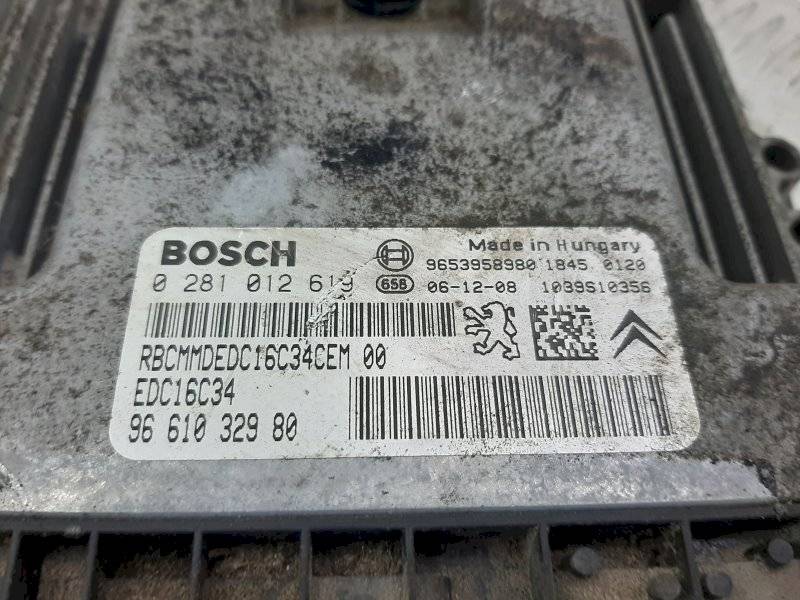 BOSCH
0 281 012 619
Made in Hungary
9653958980 1845 0120
658 06-12-08 1039S10356
RBCMMDEDC16C34CEM 00
EDC16C34
96 610 329 80